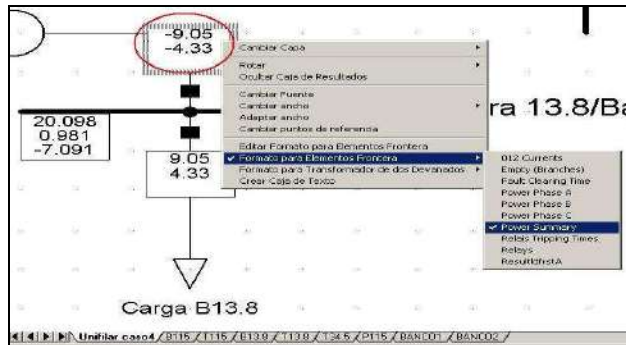 -9.05
-4.33
Cambiar Capa
Rotar
Ocultar Caja de Resultados
Cambiar Fuente
Cambiar ancho
Adaptar ancho
Cambiar puntos de referencia
Editar Formato para Elementos Frontera
Formato para Elementos Frontera
Formato para Transformador de dos Devanados
Crear Caja de Texto
ra 13.8/Ba
20.098
0.981
-7.091
9.05
4.33
012 Currents
Empty (Branches)
Fault Clearing Time
Power Phase A
Power Phase B
Power Phase C
Power Summary
Relais Tripping Times
Relays
ResultIdfirstA
Carga B13.8
Unifilar caso4 / B115 / T115 / B13.8 / T13.8 / T34.5 / P115 / BANCO1 / BANCO2 /